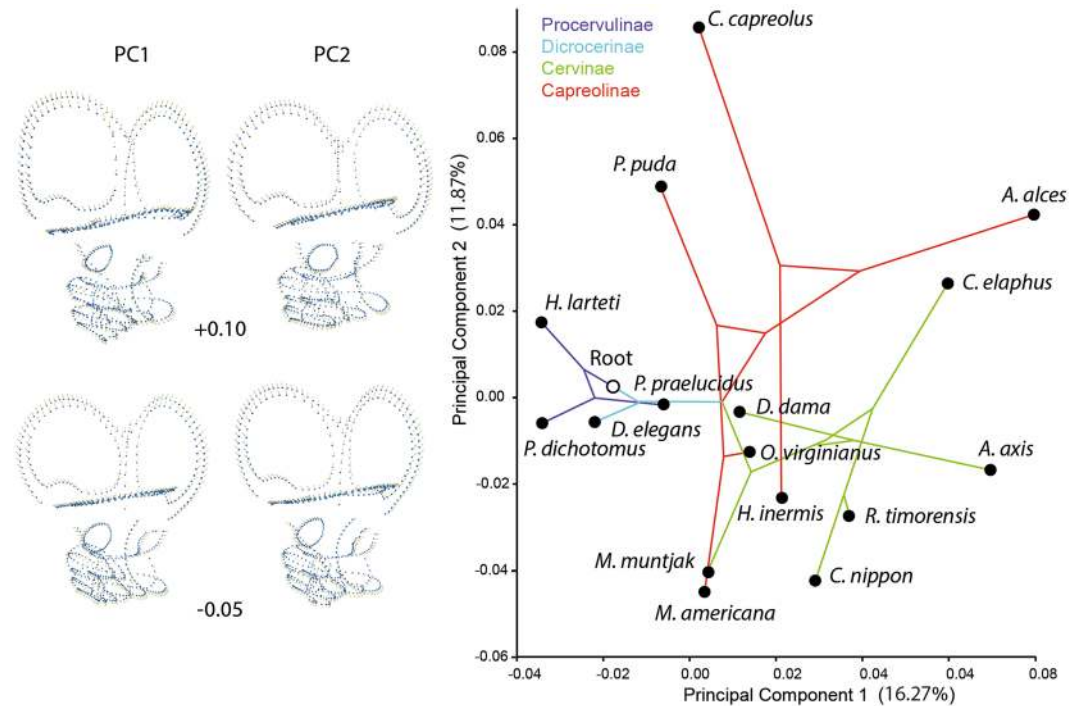 PC1
PC2
+0.10
-0.05
Procervulinae
Dicrocerinae
Cervinae
Capreolinae
C. capreolus
P. puda
A. alces
C. elaphus
H. larteti
Root
P. praelucidus
D. dama
P. dichotomus
D. elegans
O. virginianus
A. axis
H. inermis
R. timorensis
M. muntjak
C. nippon
M. americana
Principal Component 2 (11.87%)
0.08
0.06
0.04
0.02
0.00
-0.02
-0.04
-0.06
-0.04
-0.02
0.00
0.02
0.04
0.04
0.08
Principal Component 1 (16.27%)